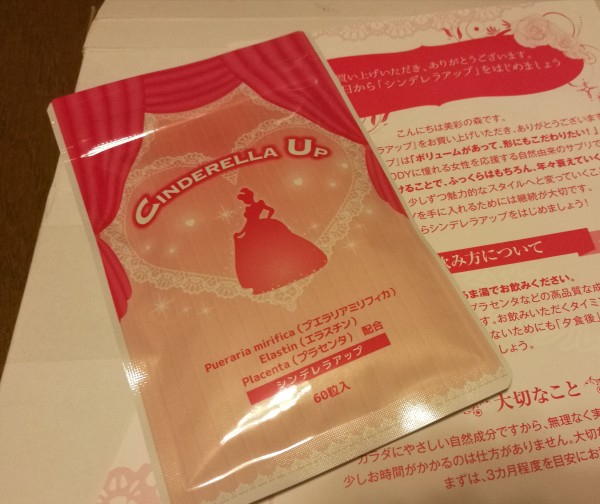 CINDERELLA UP
Pueraria mirifica (プエラリアミリフィカ)
Elastin (エラスチン) 配合
Placenta (プラセンタ)
シンデレラアップ
60粒入
買い上げいただき、ありがとうございます。
日から「シンデレラアップ」をはじめましょう
こんにちは美彩の森です。
ラアップ」をお買い上げいただき、ありがとうございます
プ」は「ボリュームがあって、形にもこだわりたい！」
BODYに憧れる女性を応援する自然由来のサプリで
けることで、ふっくらはもちろん、年々衰えていく
少しずつ魅力的なスタイルへと変っていくこ
を手に入れるためには継続が大切です。
らシンデレラアップをはじめましょう！
飲み方について
ぬるま湯でお飲みください。
プラセンタなどの高品質な成
す。お飲みいただくタイミ
ないためにも「夕食後」
しょう。
大切なこと
カラダにやさしい自然成分ですから、無理なく実
少しお時間がかかるのは仕方がありません。大切
まずは、3カ月程度を目安にお